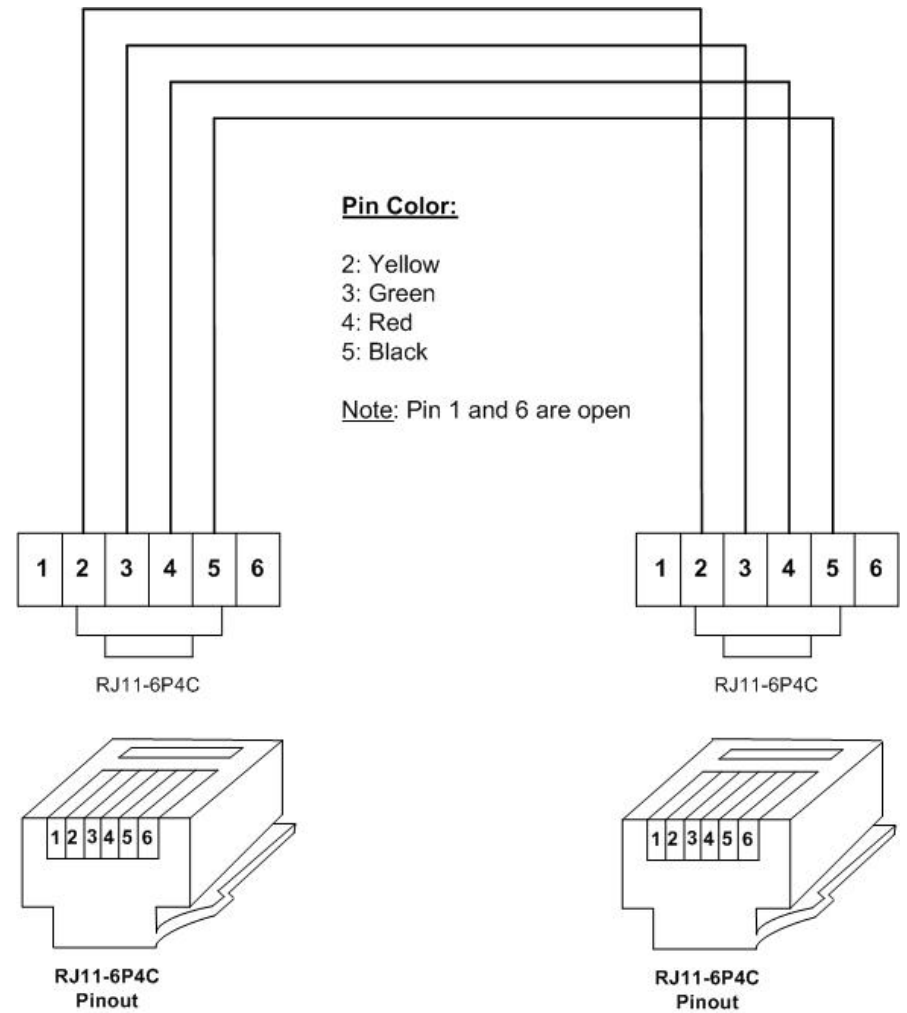 Pin Color:
2: Yellow
3: Green
4: Red
5: Black
Note: Pin 1 and 6 are open
1 2 3 4 5 6
1 2 3 4 5 6
RJ11-6P4C
RJ11-6P4C
1 2 3 4 5 6
1 2 3 4 5 6
RJ11-6P4C
Pinout
RJ11-6P4C
Pinout